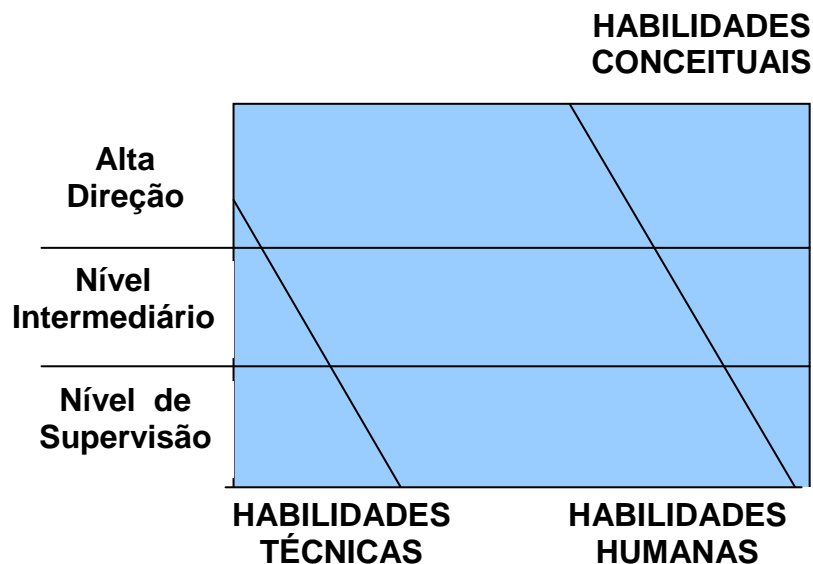 HABILIDADES
CONCEITUAIS
Alta
Direção
Nível
Intermediário
Nível de
Supervisão
HABILIDADES
TÉCNICAS
HABILIDADES
HUMANAS